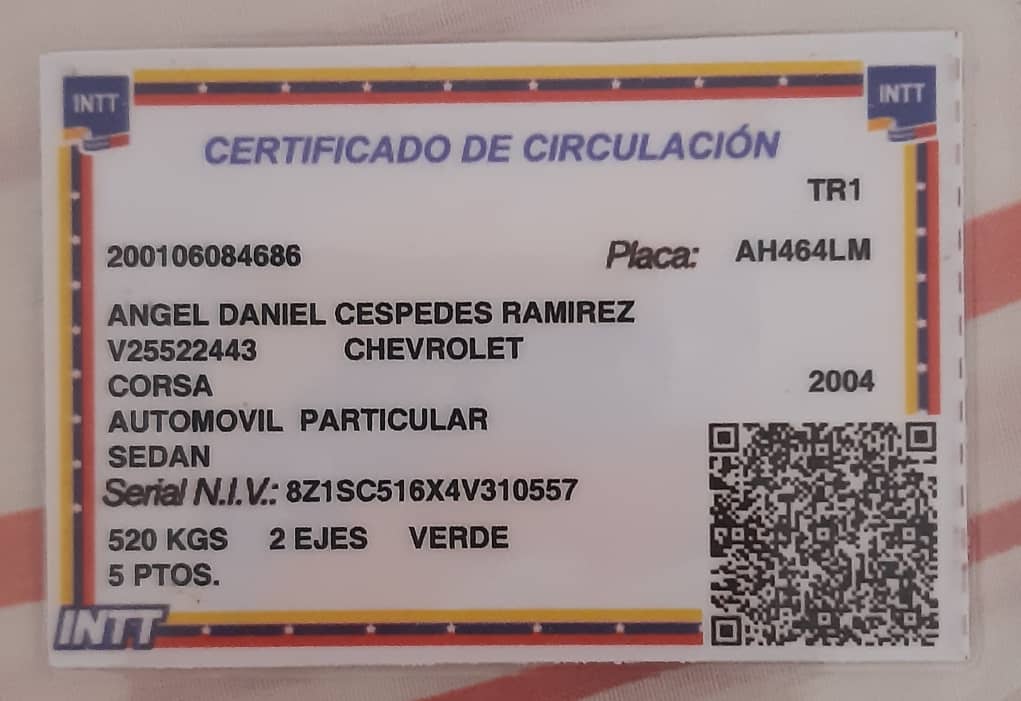 INTT
INTT
CERTIFICADO DE CIRCULACIÓN
TR1
200106084686 Placa: AH464LM
ANGEL DANIEL CESPEDES RAMIREZ
V25522443 CHEVROLET
CORSA 2004
AUTOMOVIL PARTICULAR
SEDAN
Serial N.I.V.: 8Z1SC516X4V310557
520 KGS 2 EJES VERDE
5 PTOS.
INTT